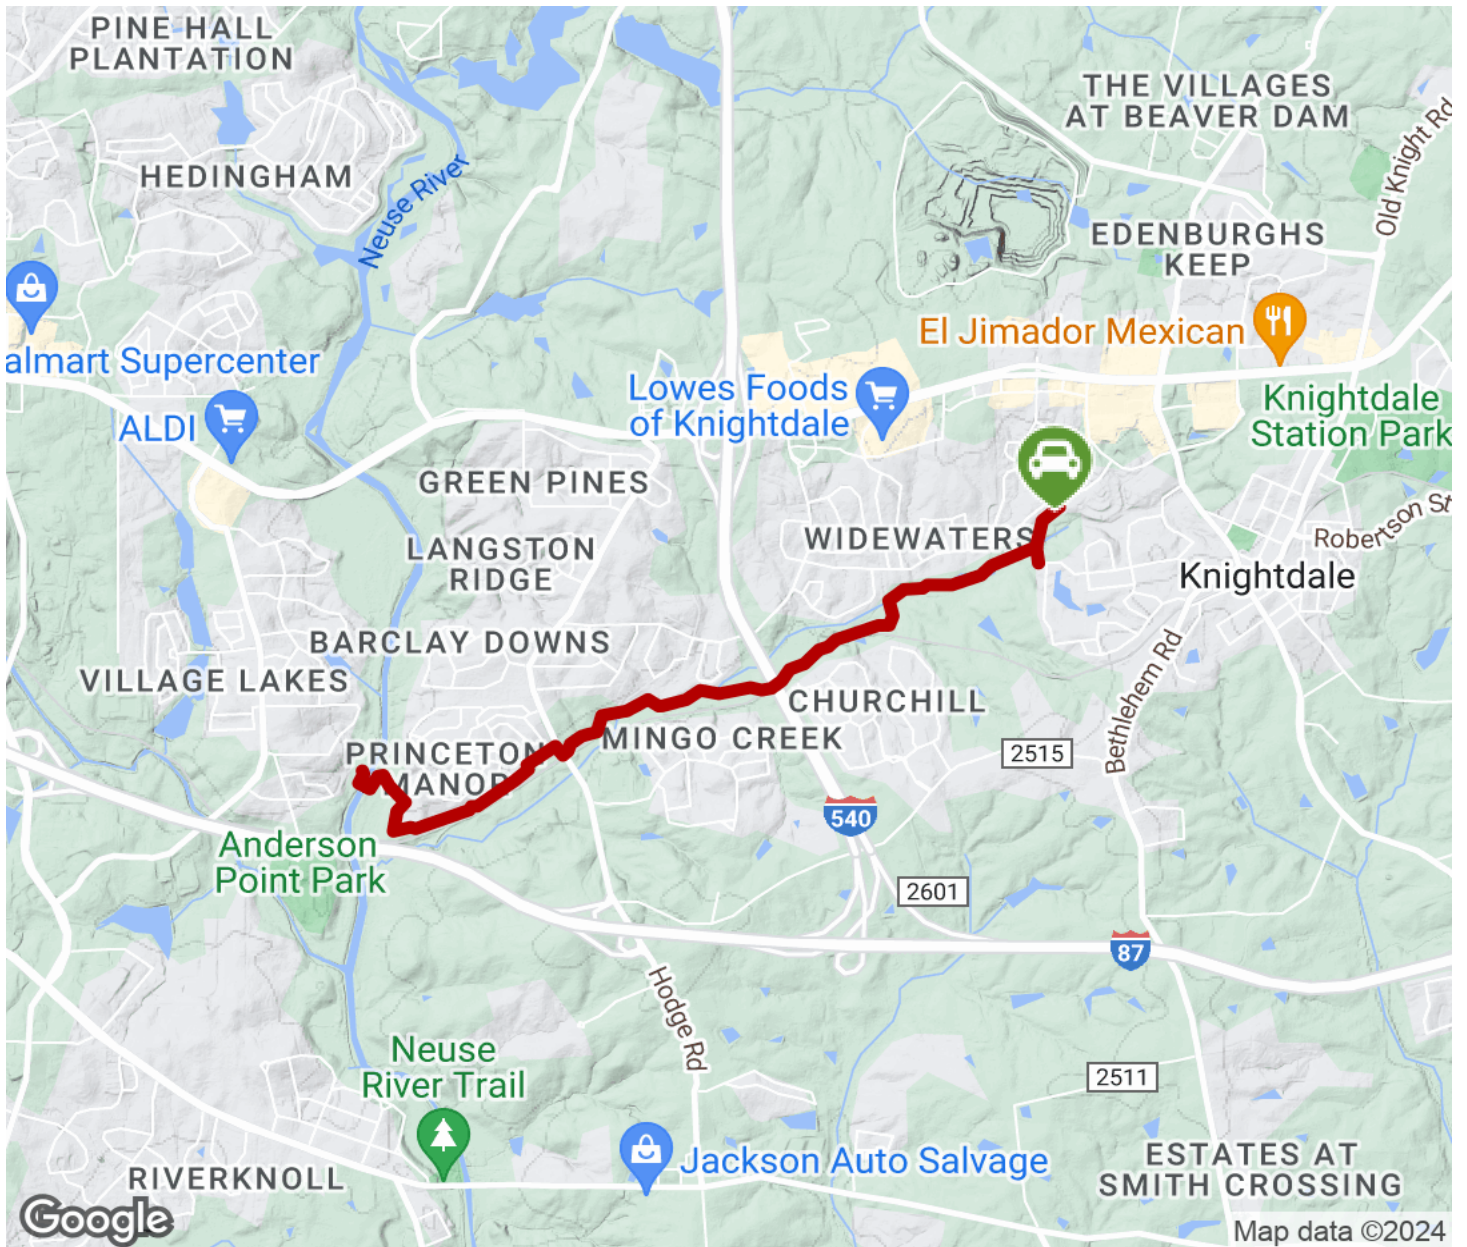 PINE HALL
PLANTATION
THE VILLAGES
AT BEAVER DAM
Old Knight Rd
HEDINGHAM
Neuse River
EDENBURGHS
KEEP
El Jimador Mexican
almart Supercenter
Lowes Foods
of Knightdale
ALDI
Knightdale
Station Park
GREEN PINES
Robertson St
WIDEWATERS
LANGSTON
RIDGE
Knightdale
BARCLAY DOWNS
VILLAGE LAKES
Bethlehem Rd
CHURCHILL
MINGO CREEK
PRINCETON
MANOR
2515
540
Anderson
Point Park
2601
87
Hodge Rd
Neuse
River Trail
2511
Jackson Auto Salvage
ESTATES AT
SMITH CROSSING
RIVERKNOLL
Google
Map data ©2024